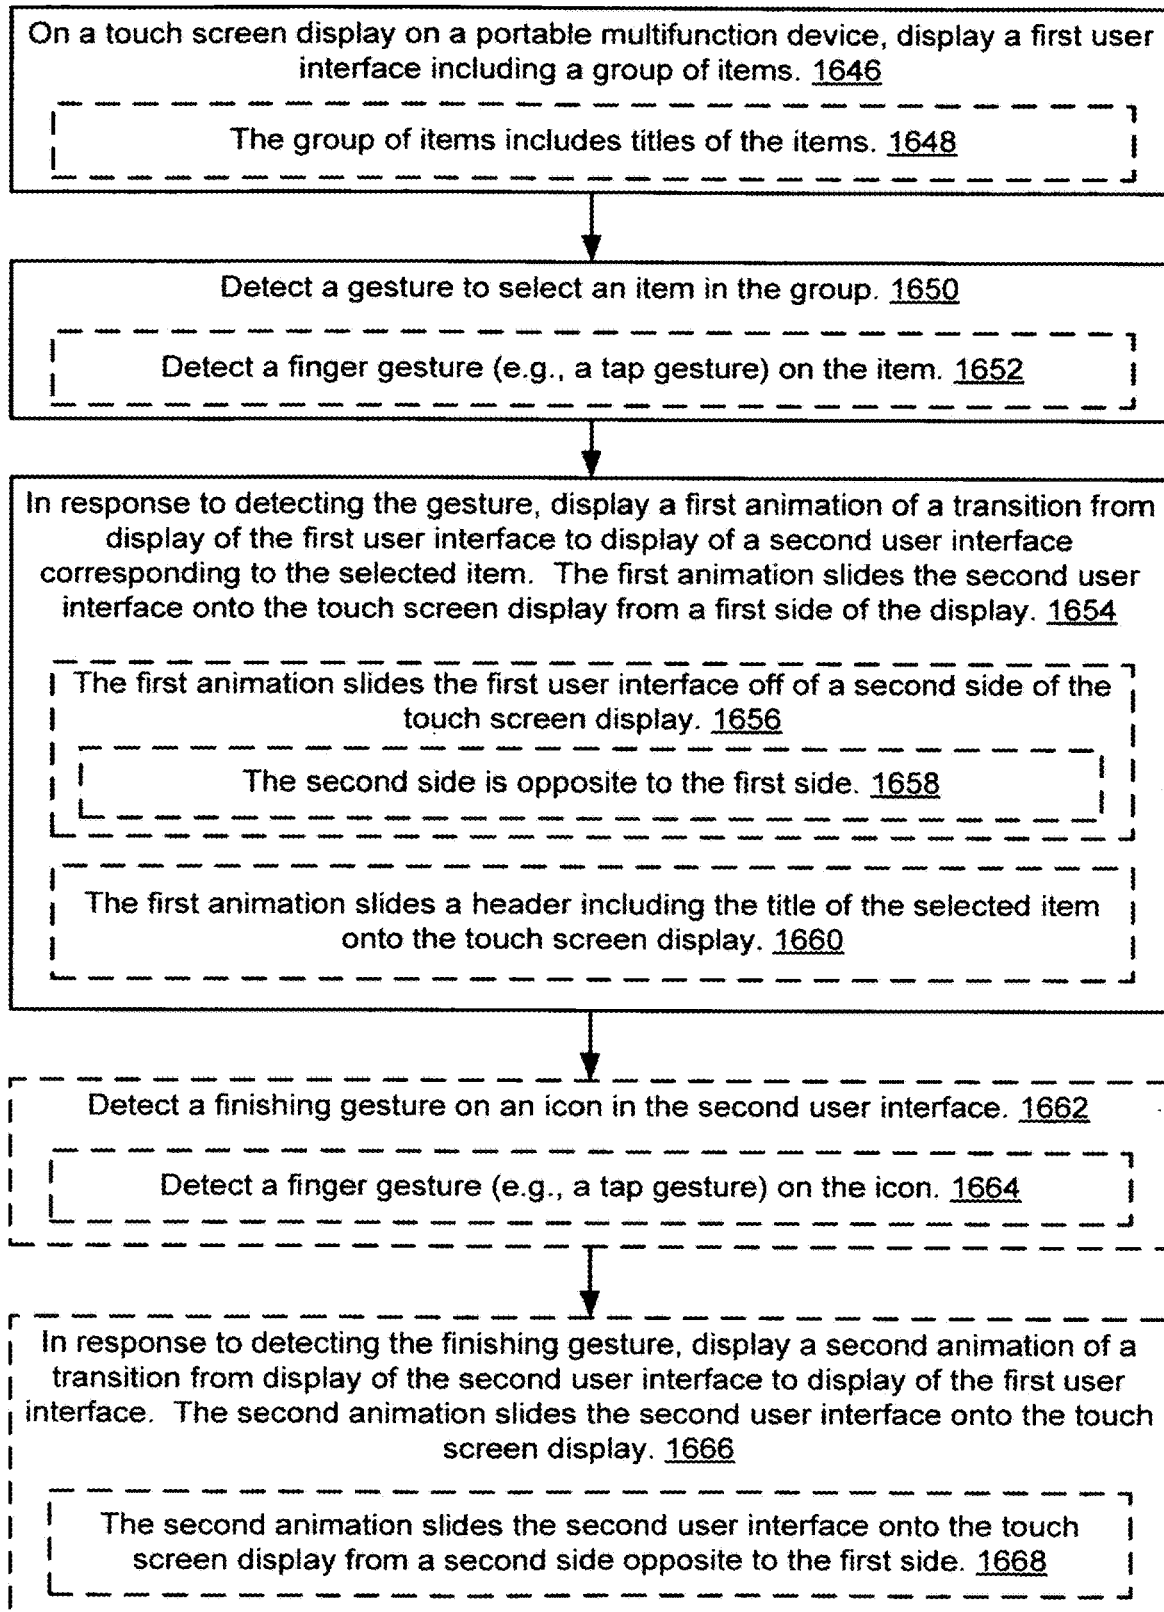 On a touch screen display on a portable multifunction device, display a first user
interface including a group of items. 1646
The group of items includes titles of the items. 1648
Detect a gesture to select an item in the group. 1650
Detect a finger gesture (e.g., a tap gesture) on the item. 1652
In response to detecting the gesture, display a first animation of a transition from
display of the first user interface to display of a second user interface
corresponding to the selected item. The first animation slides the second user
interface onto the touch screen display from a first side of the display. 1654
The first animation slides the first user interface off of a second side of the
touch screen display. 1656
The second side is opposite to the first side. 1658
The first animation slides a header including the title of the selected item
onto the touch screen display. 1660
Detect a finishing gesture on an icon in the second user interface. 1662
Detect a finger gesture (e.g., a tap gesture) on the icon. 1664
In response to detecting the finishing gesture, display a second animation of a
transition from display of the second user interface to display of the first user
interface. The second animation slides the second user interface onto the touch
screen display. 1666
The second animation slides the second user interface onto the touch
screen display from a second side opposite to the first side. 1668